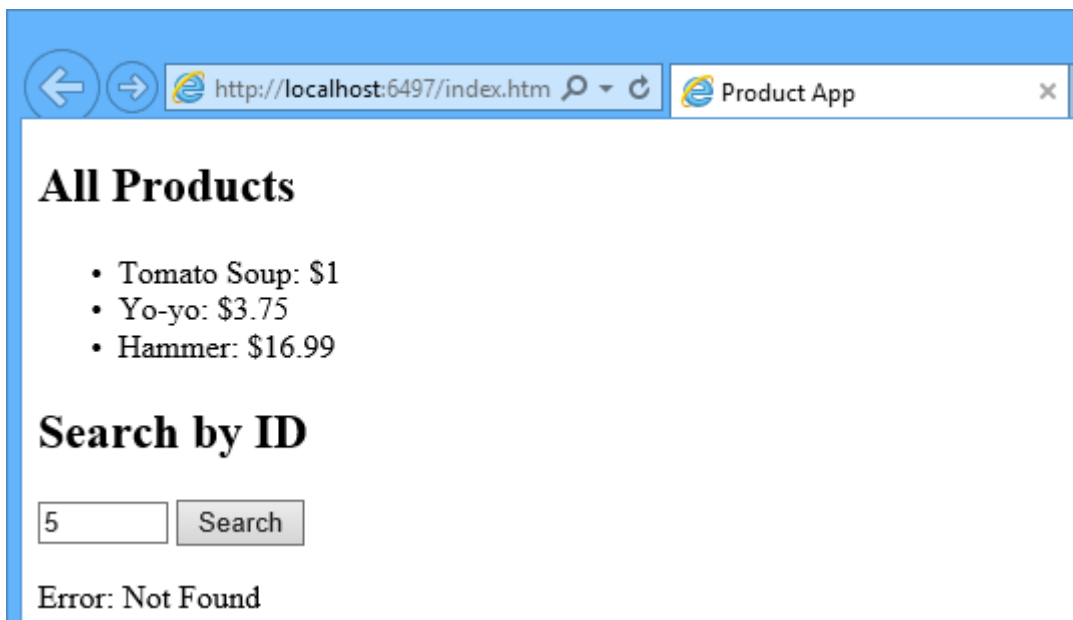 http://localhost:6497/index.htm
Product App
All Products
• Tomato Soup: $1
• Yo-yo: $3.75
• Hammer: $16.99
Search by ID
5 Search
Error: Not Found